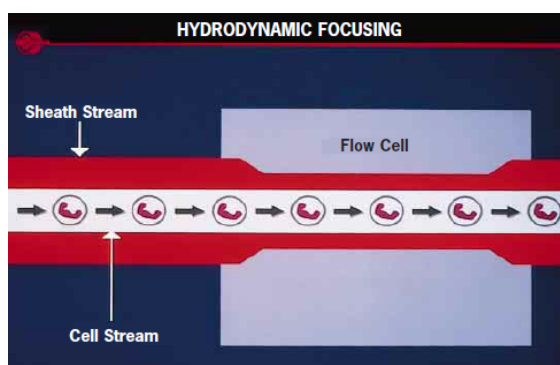 HYDRODYNAMIC FOCUSING
Sheath Stream
Flow Cell
Cell Stream